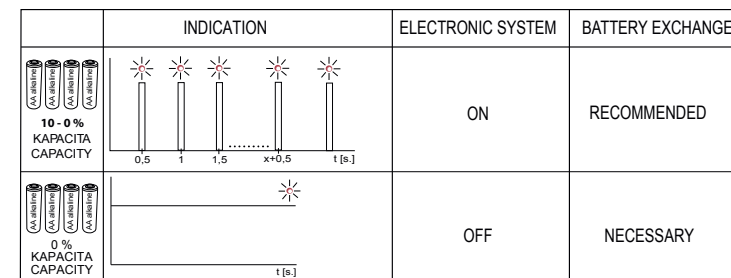 INDICATION ELECTRONIC SYSTEM BATTERY EXCHANGE
AA alkaline AA alkaline AA alkaline AA alkaline
10 - 0 %
KAPACITA
CAPACITY
0,5 1 1,5 ......... x+0,5 t [s.]
ON
RECOMMENDED
AA alkaline AA alkaline AA alkaline AA alkaline
0 %
KAPACITA
CAPACITY
t [s.]
OFF
NECESSARY